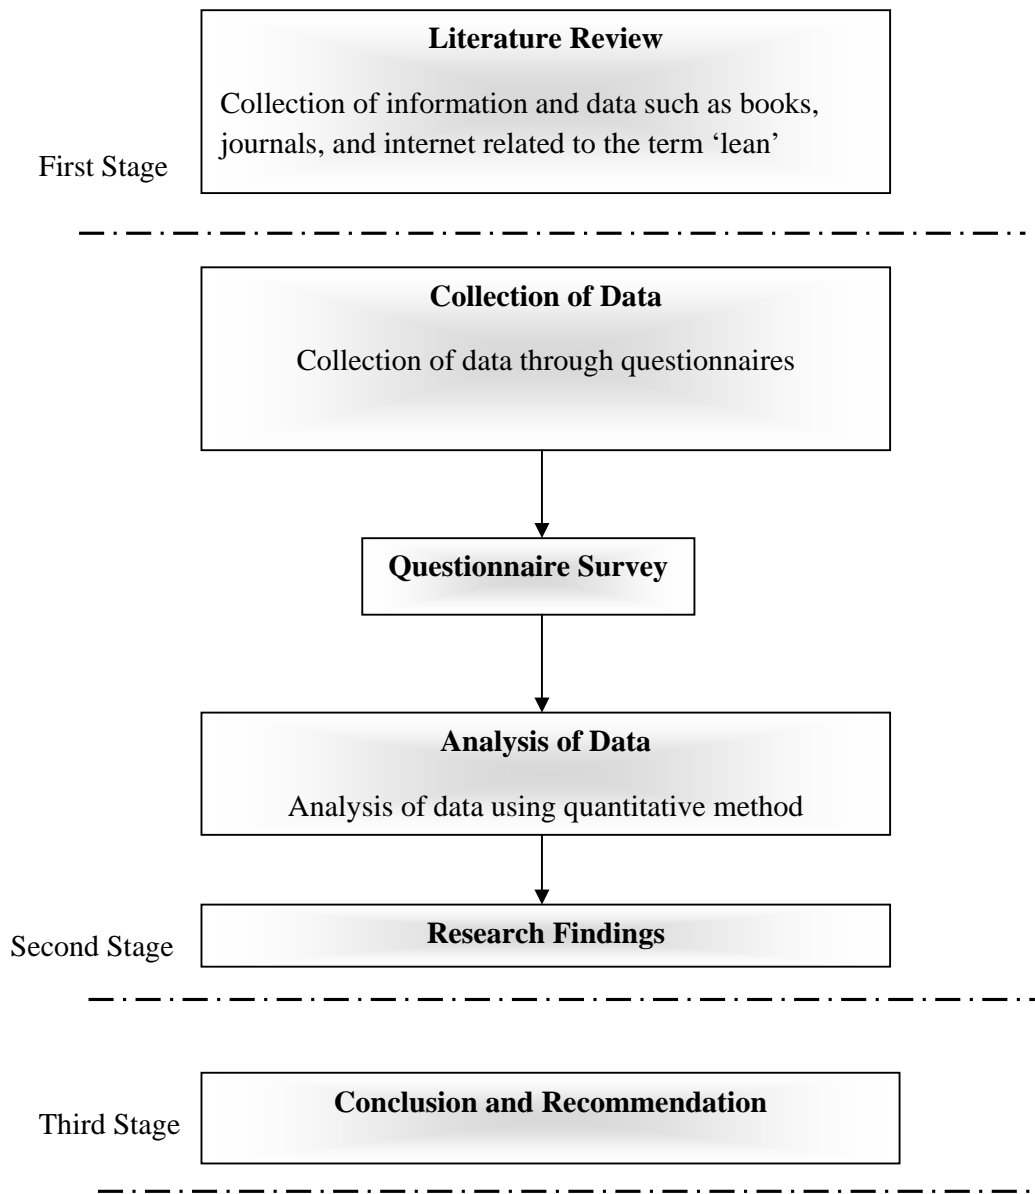 Literature Review
Collection of information and data such as books,
journals, and internet related to the term ‘lean’
First Stage
Collection of Data
Collection of data through questionnaires
Questionnaire Survey
Analysis of Data
Analysis of data using quantitative method
Research Findings
Second Stage
Conclusion and Recommendation
Third Stage